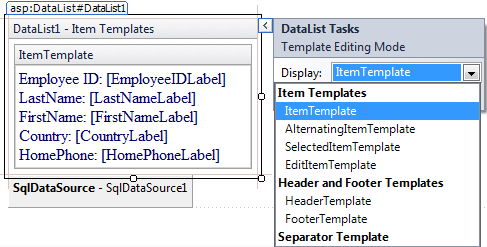 asp:DataList#DataList1
DataList1 - Item Templates
ItemTemplate
Employee ID: [EmployeeIDLabel]
LastName: [LastNameLabel]
FirstName: [FirstNameLabel]
Country: [CountryLabel]
HomePhone: [HomePhoneLabel]
SqlDataSource - SqlDataSource1
DataList Tasks
Template Editing Mode
Display: ItemTemplate
Item Templates
ItemTemplate
AlternatingItemTemplate
SelectedItemTemplate
EditItemTemplate
Header and Footer Templates
HeaderTemplate
FooterTemplate
Separator Template